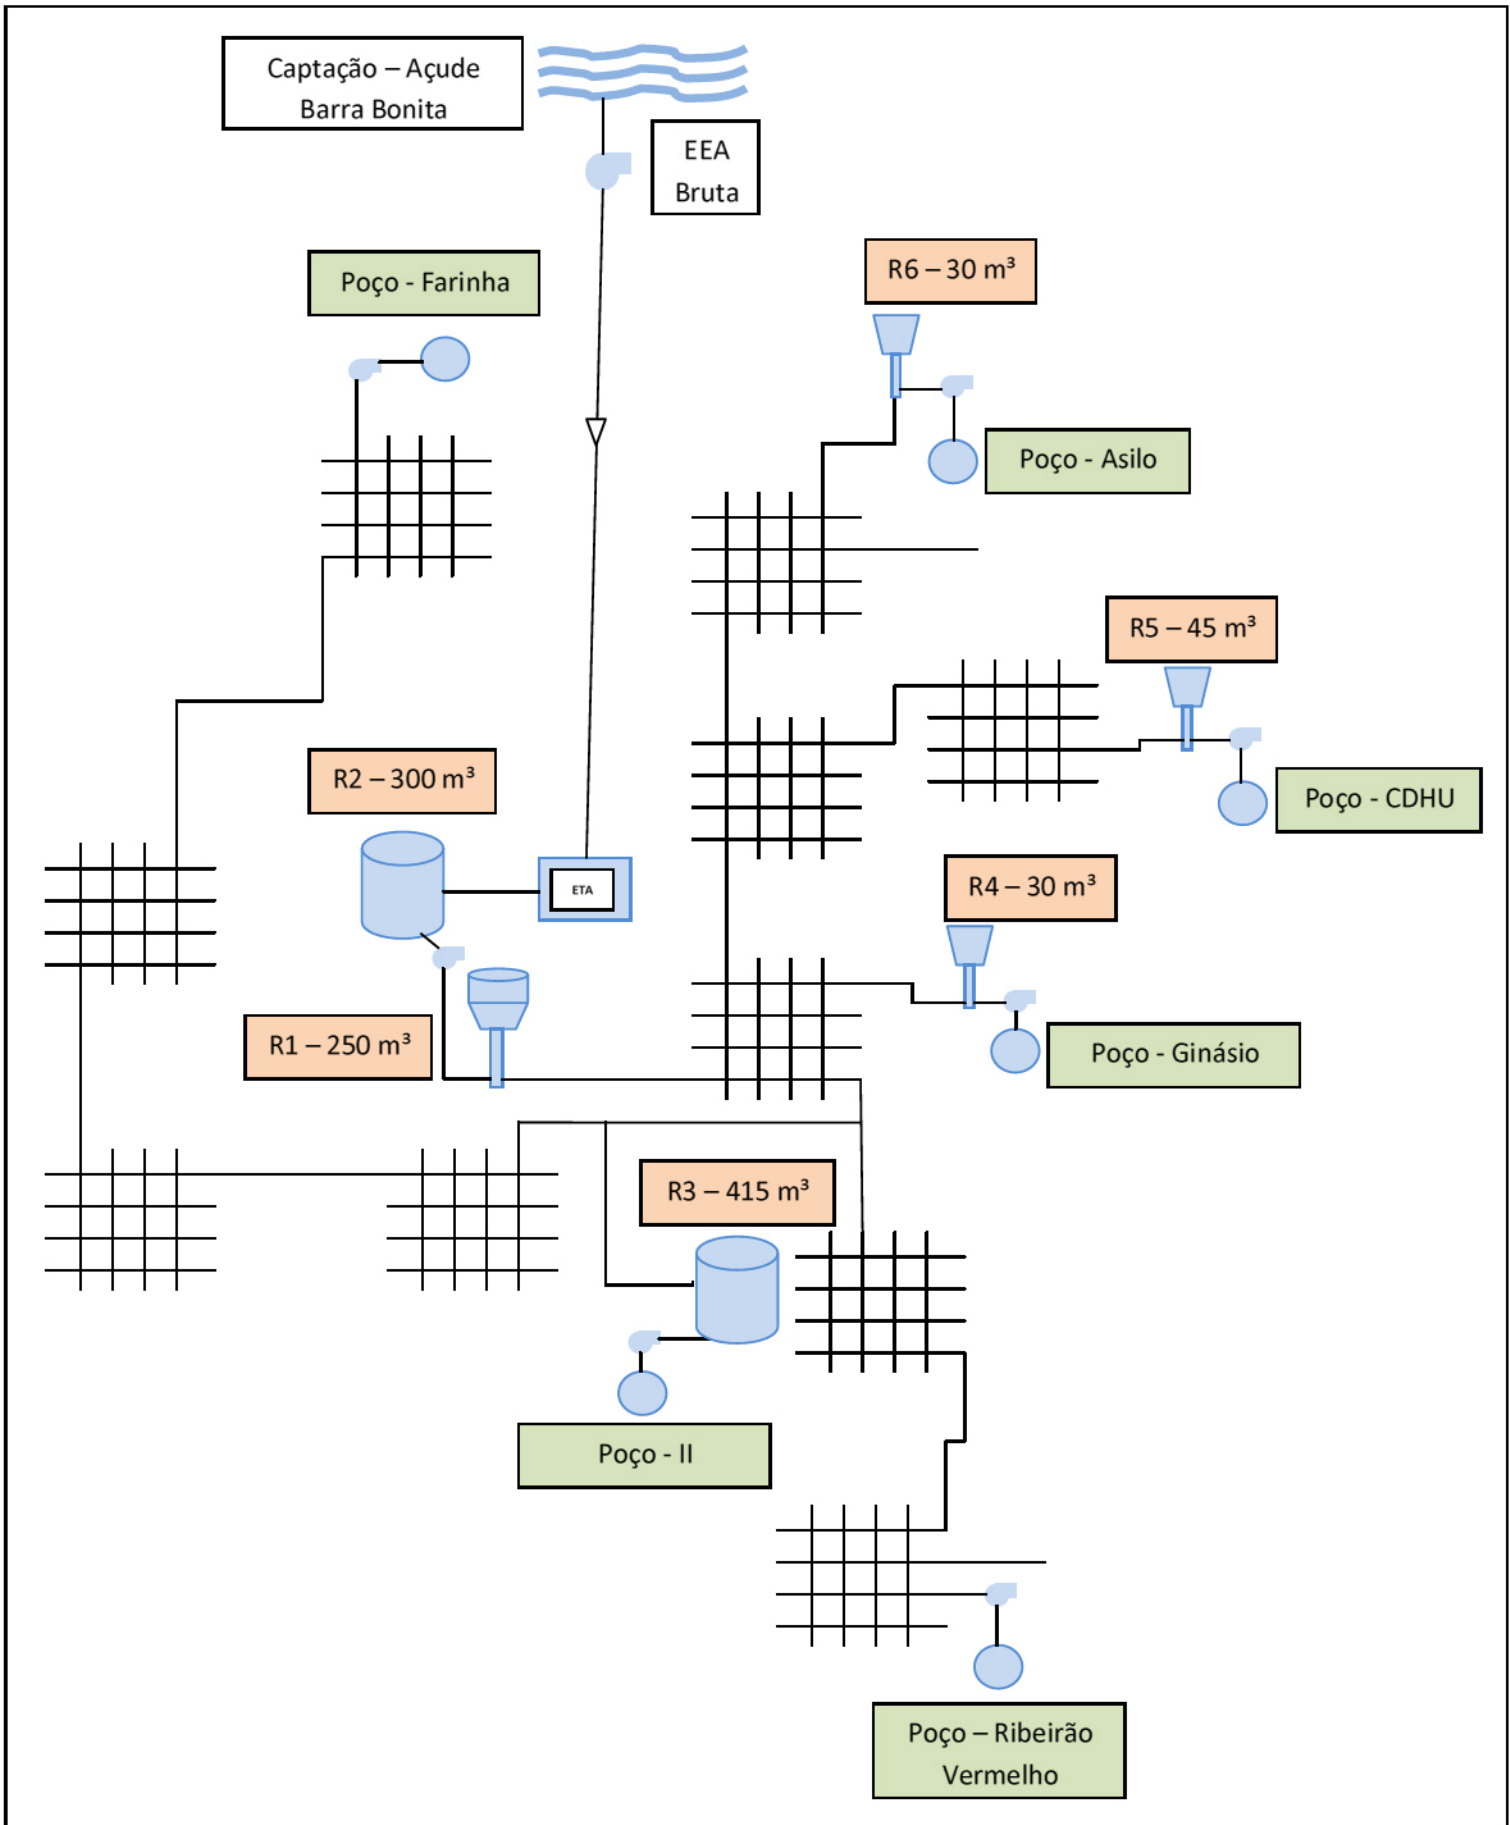 Captação – Açude
Barra Bonita
EEA
Bruta
R6 – 30 m³
Poço - Farinha
Poço - Asilo
R5 – 45 m³
R2 – 300 m³
Poço - CDHU
R4 – 30 m³
ETA
R1 – 250 m³
Poço - Ginásio
R3 – 415 m³
Poço - II
Poço – Ribeirão
Vermelho